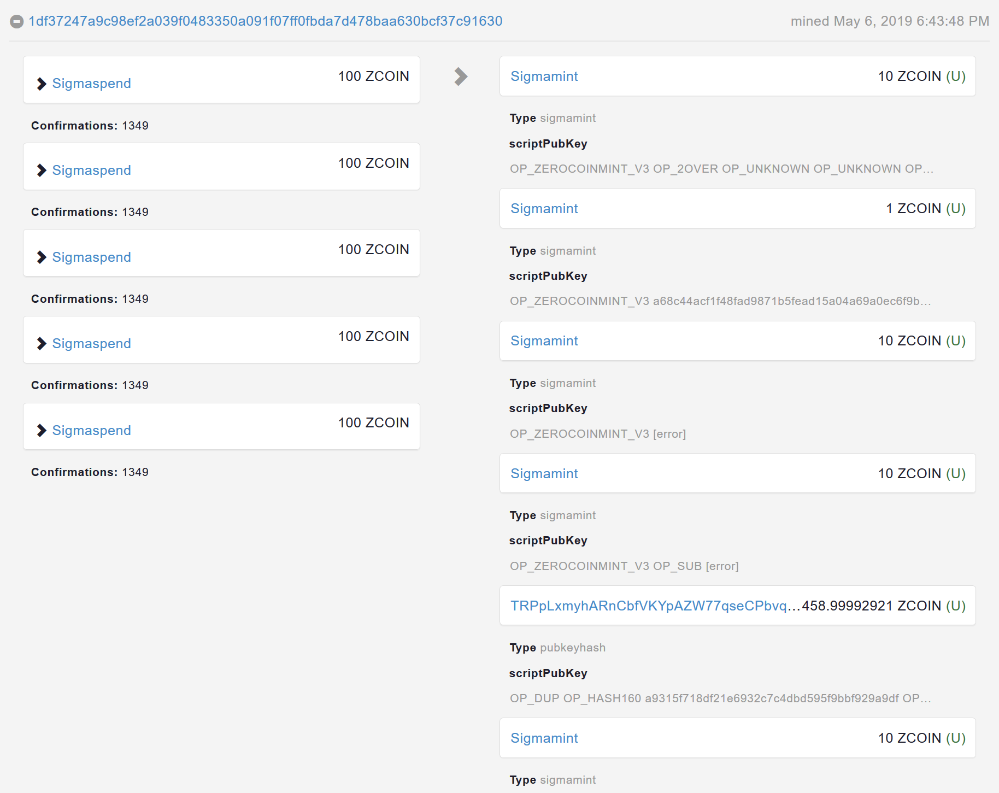 1df37247a9c98ef2a039f0483350a091f07ff0fbda7d478baa630bcf37c91630 mined May 6, 2019 6:43:48 PM
Sigmaspend 100 ZCOIN
Confirmations: 1349
Sigmaspend 100 ZCOIN
Confirmations: 1349
Sigmaspend 100 ZCOIN
Confirmations: 1349
Sigmaspend 100 ZCOIN
Confirmations: 1349
Sigmaspend 100 ZCOIN
Confirmations: 1349
Sigmamint 10 ZCOIN (U)
Type sigmamint
scriptPubKey
OP_ZEROCOINMINT_V3 OP_2OVER OP_UNKNOWN OP_UNKNOWN OP...
Sigmamint 1 ZCOIN (U)
Type sigmamint
scriptPubKey
OP_ZEROCOINMINT_V3 a68c44acf1f48fad9871b5fead15a04a69a0ec6f9b...
Sigmamint 10 ZCOIN (U)
Type sigmamint
scriptPubKey
OP_ZEROCOINMINT_V3 [error]
Sigmamint 10 ZCOIN (U)
Type sigmamint
scriptPubKey
OP_ZEROCOINMINT_V3 OP_SUB [error]
TRPpLxmyhARnCbfVKYpAZW77qseCPbvq... 458.99992921 ZCOIN (U)
Type pubkeyhash
scriptPubKey
OP_DUP OP_HASH160 a9315f718df21e6932c7c4dbd595f9bbf929a9df OP...
Sigmamint 10 ZCOIN (U)
Type sigmamint